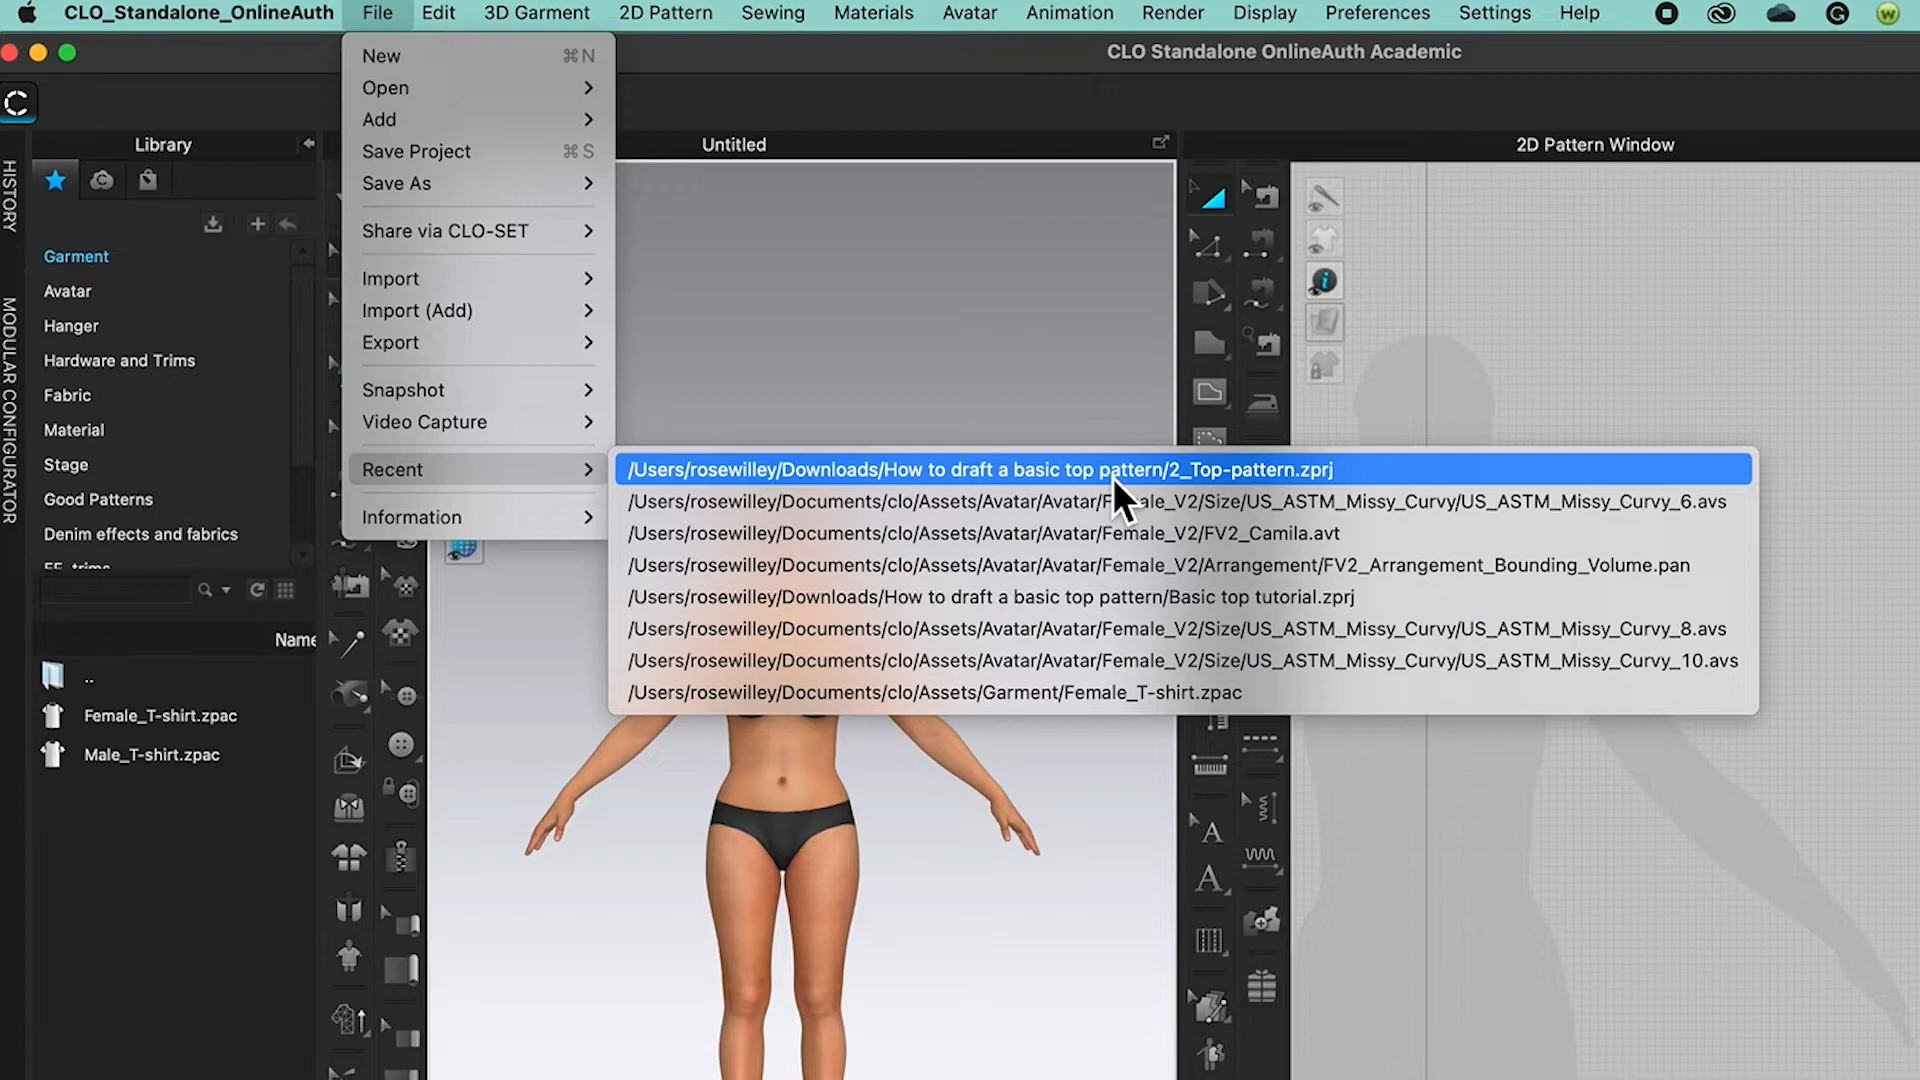 CLO_Standalone_OnlineAuth File Edit 3D Garment 2D Pattern Sewing Materials Avatar Animation Render Display Preferences Settings Help
CLO Standalone OnlineAuth Academic
New ⌘N
Open
Add
Save Project ⌘S
Save As
Share via CLO-SET
Import
Import (Add)
Export
Snapshot
Video Capture
Recent
Information
/Users/rosewilley/Downloads/How to draft a basic top pattern/2_Top-pattern.zprj
/Users/rosewilley/Documents/clo/Assets/Avatar/Avatar/Female_V2/Size/US_ASTM_Missy_Curvy/US_ASTM_Missy_Curvy_6.avs
/Users/rosewilley/Documents/clo/Assets/Avatar/Avatar/Female_V2/FV2_Camila.avt
/Users/rosewilley/Documents/clo/Assets/Avatar/Avatar/Female_V2/Arrangement/FV2_Arrangement_Bounding_Volume.pan
/Users/rosewilley/Downloads/How to draft a basic top pattern/Basic top tutorial.zprj
/Users/rosewilley/Documents/clo/Assets/Avatar/Avatar/Female_V2/Size/US_ASTM_Missy_Curvy/US_ASTM_Missy_Curvy_8.avs
/Users/rosewilley/Documents/clo/Assets/Avatar/Avatar/Female_V2/Size/US_ASTM_Missy_Curvy/US_ASTM_Missy_Curvy_10.avs
/Users/rosewilley/Documents/clo/Assets/Garment/Female_T-shirt.zpac
HISTORY
MODULAR CONFIGURATOR
Library
Untitled
2D Pattern Window
Garment
Avatar
Hanger
Hardware and Trims
Fabric
Material
Stage
Good Patterns
Denim effects and fabrics
Name
..
Female_T-shirt.zpac
Male_T-shirt.zpac